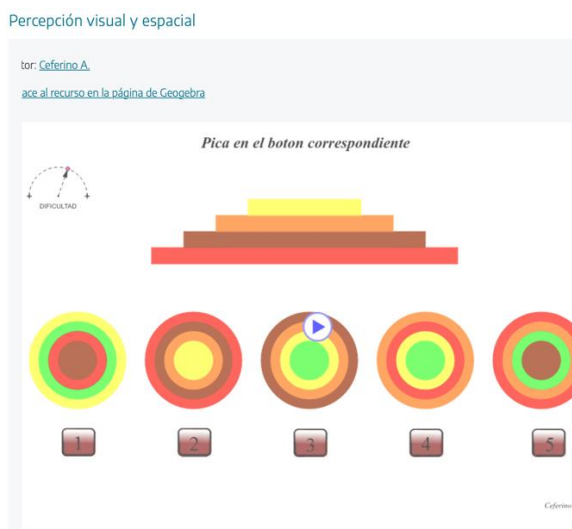 Percepción visual y espacial
tor: Ceferino A.
ace al recurso en la página de Geogebra
Pica en el boton correspondiente
DIFICULTAD
1 2 3 4 5
Ceferino